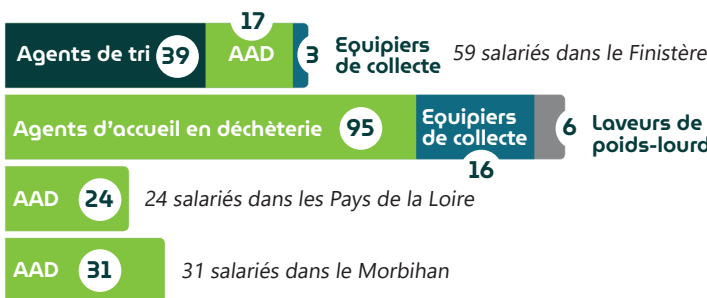 17
Agents de tri 39 AAD 3 Equipiers de collecte 59 salariés dans le Finistère
Agents d'accueil en déchèterie 95 Equipiers de collecte 6 Laveurs de
16
AAD 24 24 salariés dans les Pays de la Loire
AAD 31 31 salariés dans le Morbihan